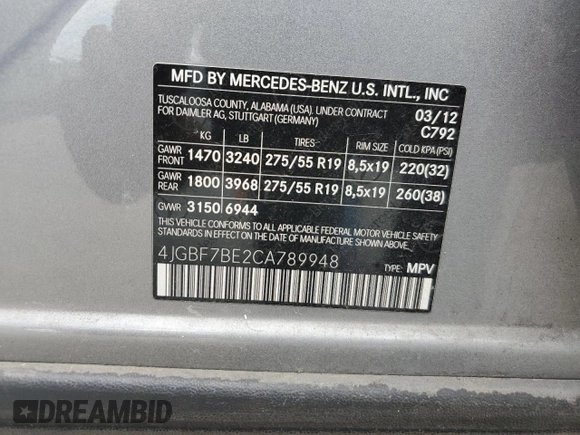 MFD BY MERCEDES-BENZ U.S. INTL., INC
TUSCALOOSA COUNTY, ALABAMA (USA). UNDER CONTRACT 03/12
FOR DAIMLER AG, STUTTGART (GERMANY) C792
KG LB TIRES RIM SIZE COLD KPA(PSI)
GAWR FRONT 1470 3240 275/55 R19 8,5x19 220(32)
GAWR REAR 1800 3968 275/55 R19 8,5x19 260(38)
GVWR 3150 6944
THIS VEHICLE CONFORMS TO ALL APPLICABLE FEDERAL MOTOR VEHICLE SAFETY
STANDARDS IN EFFECT ON THE DATE OF MANUFACTURE SHOWN ABOVE.
4JGBF7BE2CA789948 TYPE: MPV
DREAMBID